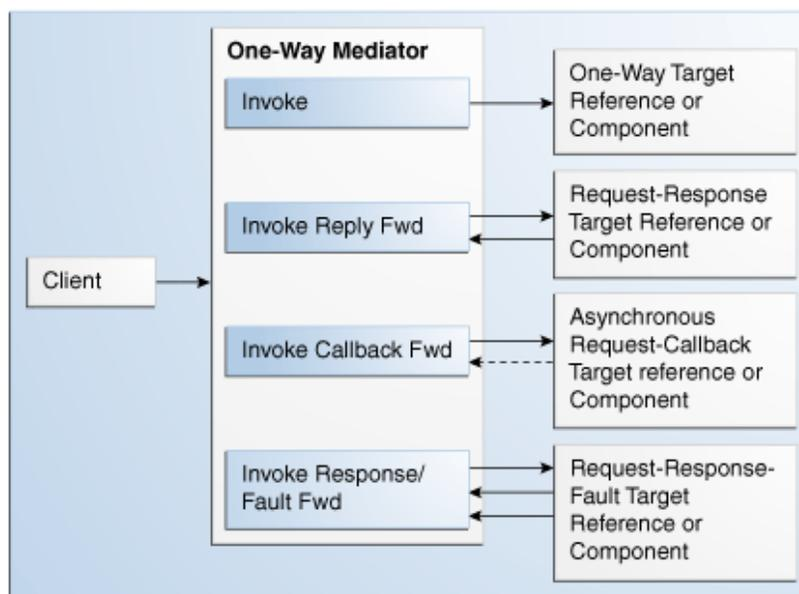 One-Way Mediator
Invoke
One-Way Target
Reference or
Component
Invoke Reply Fwd
Request-Response
Target Reference or
Component
Client
Invoke Callback Fwd
Asynchronous
Request-Callback
Target reference or
Component
Invoke Response/
Fault Fwd
Request-Response-
Fault Target
Reference or
Component